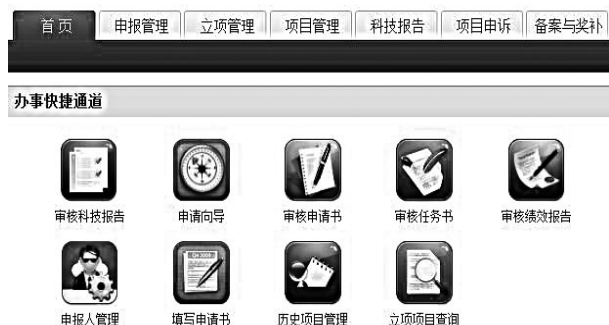 首页 申报管理 立项管理 项目管理 科技报告 项目申诉 备案与奖补
办事快捷通道
审核科技报告 申请向导 审核申请书 审核任务书 审核绩效报告
申报人管理 填写申请书 历史项目管理 立项项目查询